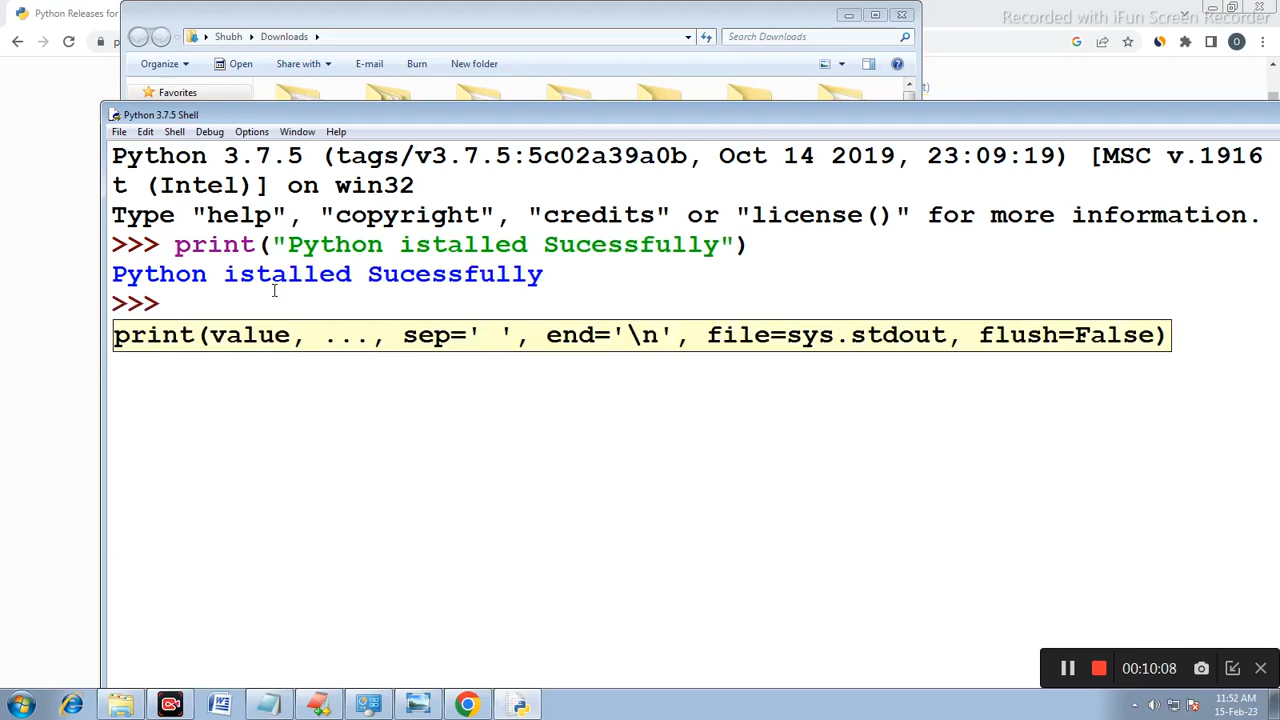 Python Releases for
Recorded with iFun Screen Recorder
Shubh
Downloads
Search Downloads
Organize
Open
Share with
E-mail
Burn
New folder
Favorites
Python 3.7.5 Shell
File Edit Shell Debug Options Window Help
Python 3.7.5 (tags/v3.7.5:5c02a39a0b, Oct 14 2019, 23:09:19) [MSC v.1916
t (Intel)] on win32
Type "help", "copyright", "credits" or "license()" for more information.
>>> print("Python istalled Sucessfully")
Python istalled Sucessfully
>>>
print(value, ..., sep=' ', end='\n', file=sys.stdout, flush=False)
00:10:08
11:52 AM
15-Feb-23